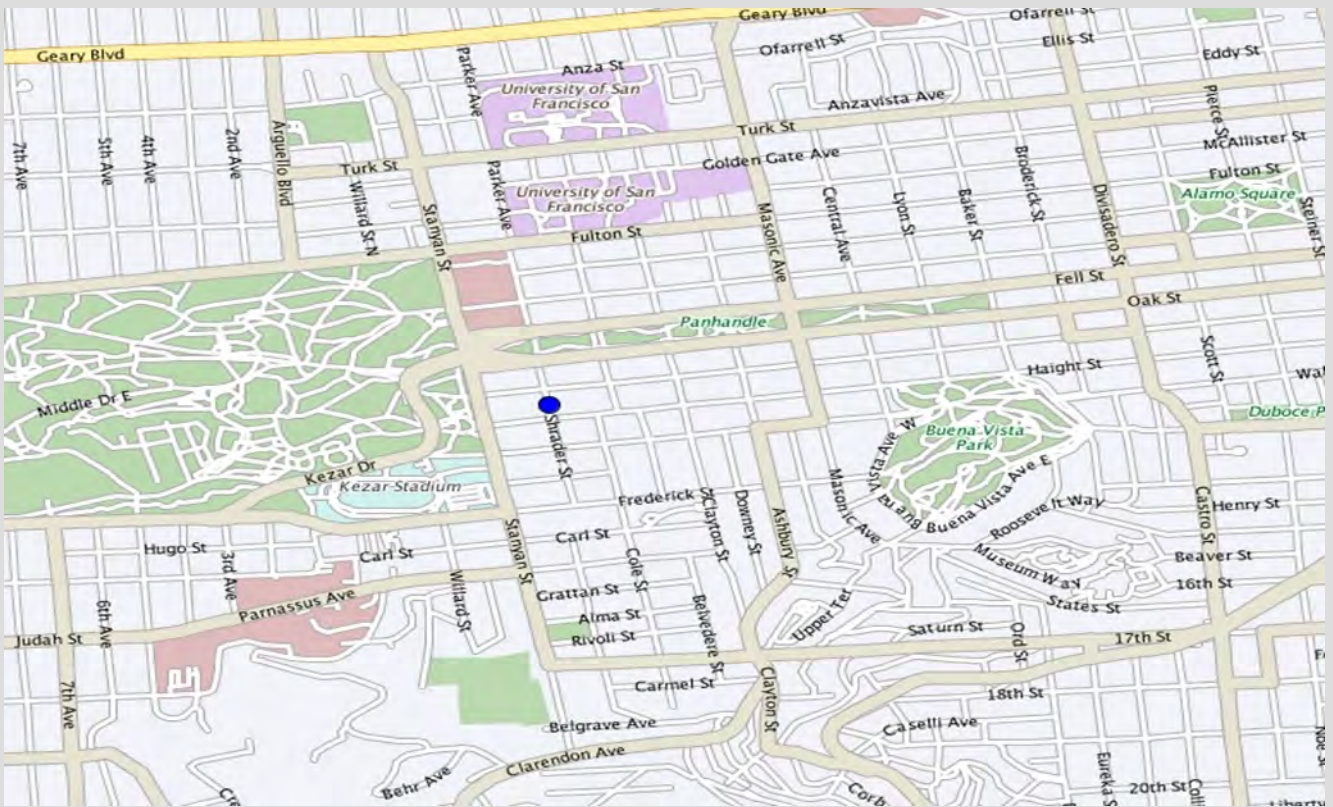 Geary Blvd
Geary Blvd
Ofarrell St
Ofarrell St
Ellis St
Eddy St
Parker Ave
Anza St
University of San
Francisco
Anzavista Ave
Pierce St
Turk St
McAllister St
7th Ave
5th Ave
4th Ave
2nd Ave
Arguello Blvd
Turk St
Golden Gate Ave
Fulton St
Willard St N
Parker Ave
University of San
Francisco
Central Ave
Lyon St
Baker St
Broderick St
Divisadero St
Alamo Square
Steiner St
Stanyan St
Fulton St
Masonic Ave
Fell St
Oak St
Panhandle
Scott St
Haight St
Wal
Middle Dr E
Duboce P
Shrader St
Buena Vista
Park
Buena Vista Ave W
Kezar Dr
Kezar Stadium
Buena Vista Ave E
Masonic Ave
Frederick St
Clayton St
Downey St
Ashbury St
Roosevelt Way
Castro St
Henry St
Hugo St
3rd Ave
Carl St
Stanyan St
Carl St
Cole St
Museum Way
Beaver St
16th St
Willard St
Grattan St
Parnassus Ave
6th Ave
Alma St
Belvedere St
Upper Ter
States St
Judah St
Rivoli St
Saturn St
Ord St
17th St
7th Ave
Carmel St
Clayton St
18th St
Belgrave Ave
Caselli Ave
Clarendon Ave
Behr Ave
Eureka S
Noe S
20th St
Coll
Corb
Liberty